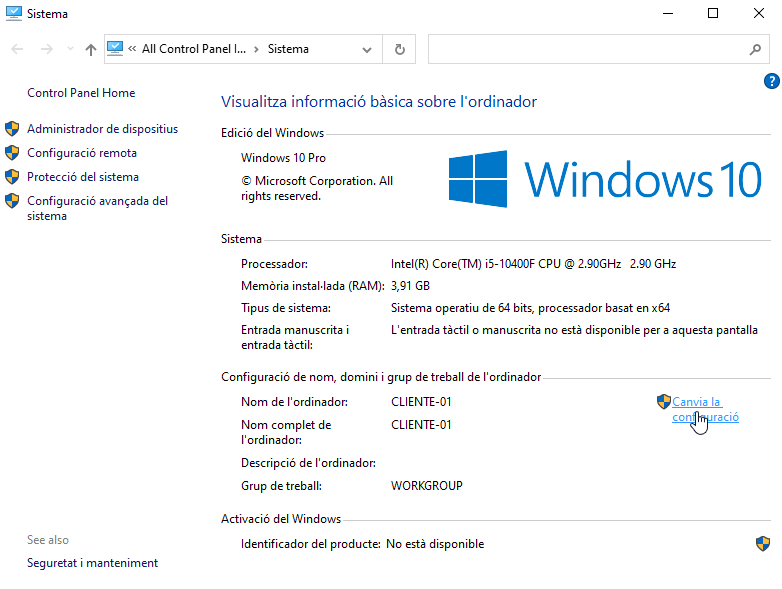 Sistema
« All Control Panel I... › Sistema
Control Panel Home
Administrador de dispositius
Configuració remota
Protecció del sistema
Configuració avançada del
sistema
See also
Seguretat i manteniment
?
Visualitza informació bàsica sobre l'ordinador
Edició del Windows
Windows 10 Pro
© Microsoft Corporation. All
rights reserved.
Windows 10
Sistema
Processador: Intel(R) Core(TM) i5-10400F CPU @ 2.90GHz 2.90 GHz
Memòria instal·lada (RAM): 3,91 GB
Tipus de sistema: Sistema operatiu de 64 bits, processador basat en x64
Entrada manuscrita i L'entrada tàctil o manuscrita no està disponible per a aquesta pantalla
entrada tàctil:
Configuració de nom, domini i grup de treball de l'ordinador
Nom de l'ordinador: CLIENTE-01 Canvia la
configuració
Nom complet de CLIENTE-01
l'ordinador:
Descripció de l'ordinador:
Grup de treball: WORKGROUP
Activació del Windows
Identificador del producte: No està disponible